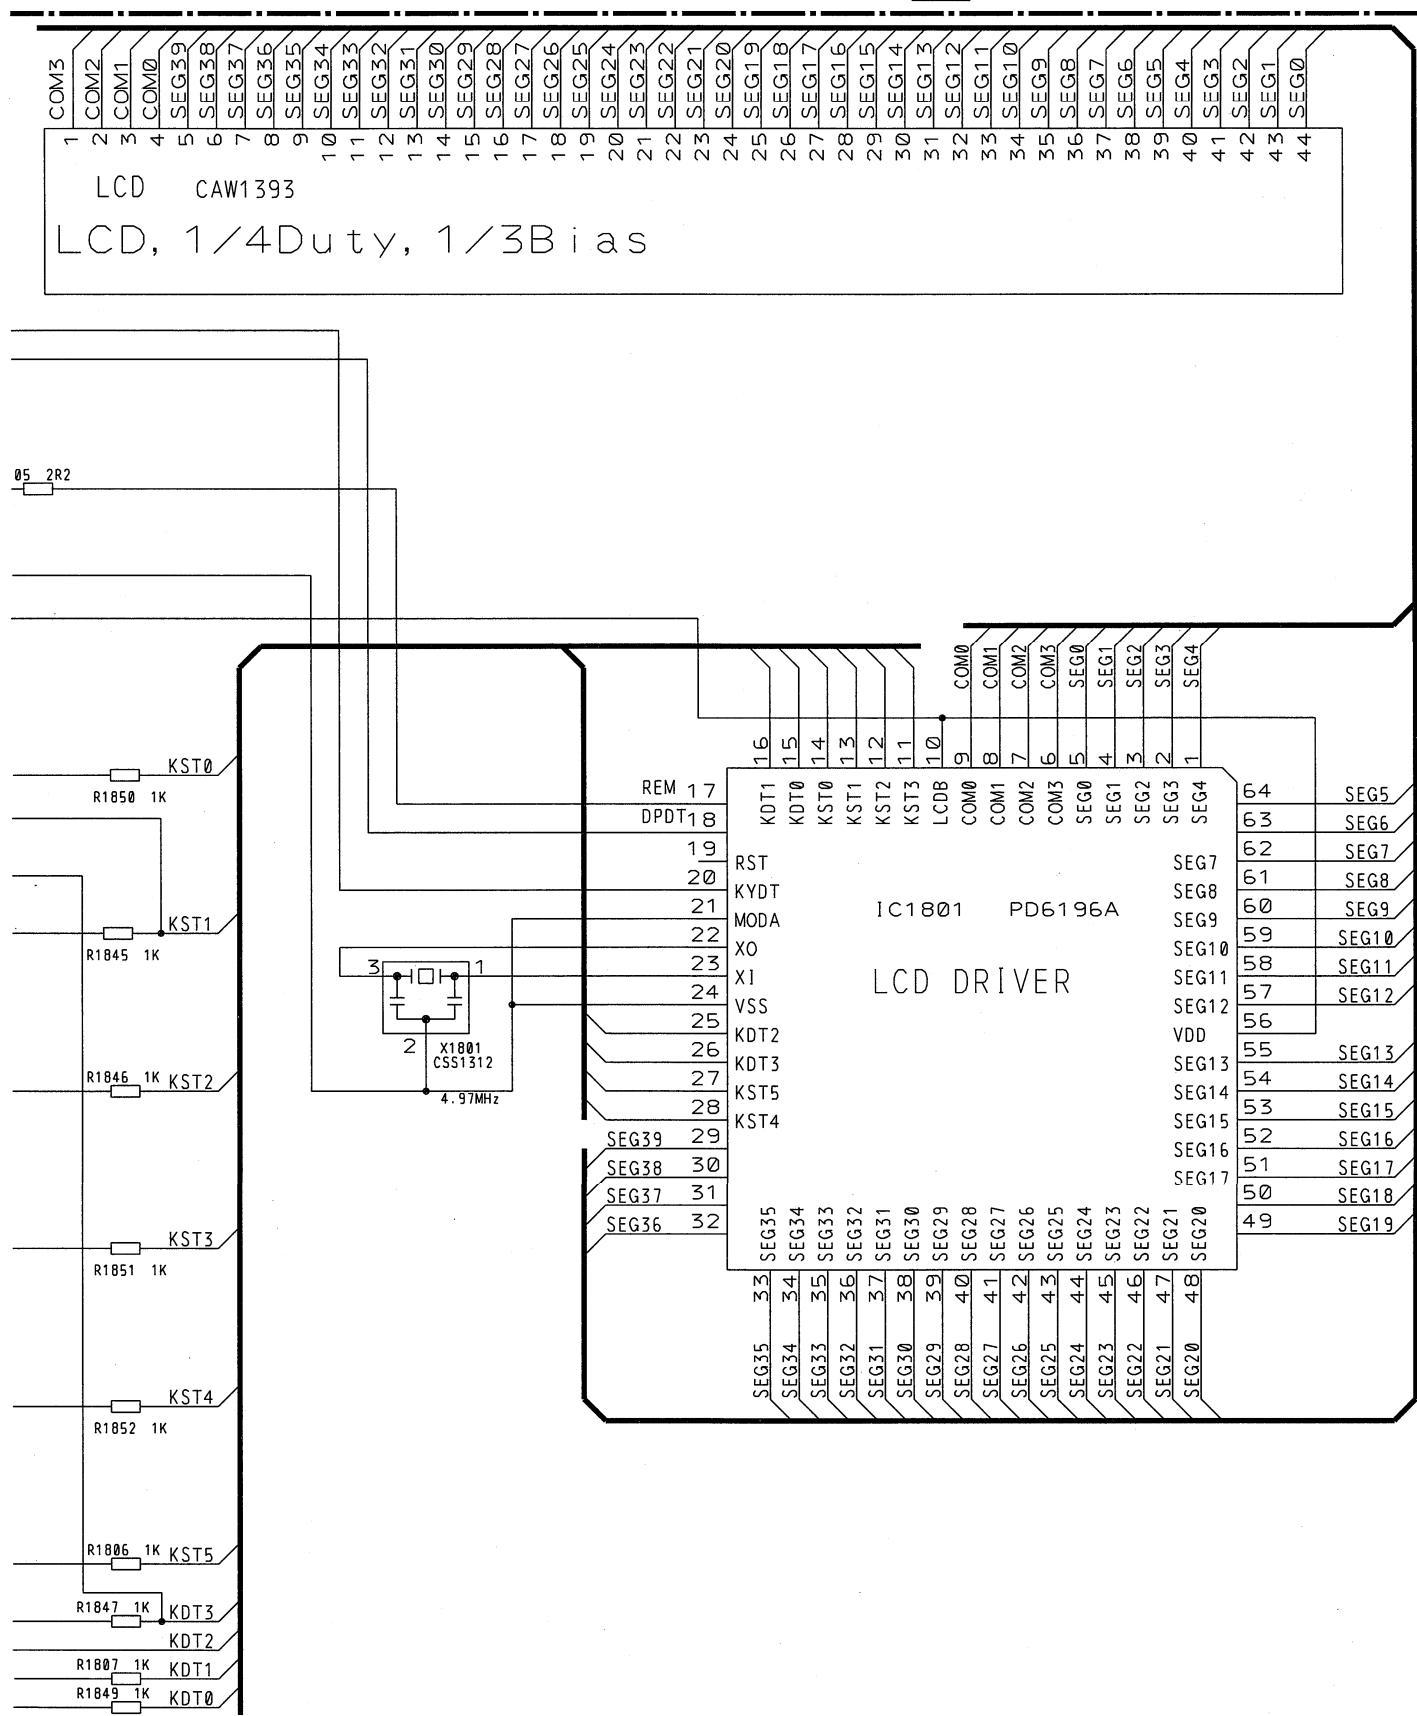 COM3 COM2 COM1 COM0 SEG39 SEG38 SEG37 SEG36 SEG35 SEG34 SEG33 SEG32 SEG31 SEG30 SEG29 SEG28 SEG27 SEG26 SEG25 SEG24 SEG23 SEG22 SEG21 SEG20 SEG19 SEG18 SEG17 SEG16 SEG15 SEG14 SEG13 SEG12 SEG11 SEG10 SEG9 SEG8 SEG7 SEG6 SEG5 SEG4 SEG3 SEG2 SEG1 SEG0
1 2 3 4 5 6 7 8 9 10 11 12 13 14 15 16 17 18 19 20 21 22 23 24 25 26 27 28 29 30 31 32 33 34 35 36 37 38 39 40 41 42 43 44
LCD CAW1393
LCD, 1/4Duty, 1/3Bias
05 2R2
COM0 COM1 COM2 COM3 SEG0 SEG1 SEG2 SEG3 SEG4
16 15 14 13 12 11 10 9 8 7 6 5 4 3 2 1
KDT1 KDT0 KST0 KST1 KST2 KST3 LCDB COM0 COM1 COM2 COM3 SEG0 SEG1 SEG2 SEG3 SEG4
KST0
R1850 1K
KST1
R1845 1K
R1846 1K KST2
KST3
R1851 1K
KST4
R1852 1K
R1806 1K KST5
R1847 1K KDT3
KDT2
R1807 1K KDT1
R1849 1K KDT0
REM 17
DPDT 18
19 RST
20 KYDT
21 MODA
22 XO
23 XI
24 VSS
25 KDT2
26 KDT3
27 KST5
28 KST4
SEG39 29
SEG38 30
SEG37 31
SEG36 32
3 1
2 X1801
CSS1312
4.97MHz
IC1801 PD6196A
LCD DRIVER
64 SEG5
63 SEG6
SEG7 62 SEG7
SEG8 61 SEG8
SEG9 60 SEG9
SEG10 59 SEG10
SEG11 58 SEG11
SEG12 57 SEG12
VDD 56
SEG13 55 SEG13
SEG14 54 SEG14
SEG15 53 SEG15
SEG16 52 SEG16
SEG17 51 SEG17
50 SEG18
49 SEG19
SEG35 SEG34 SEG33 SEG32 SEG31 SEG30 SEG29 SEG28 SEG27 SEG26 SEG25 SEG24 SEG23 SEG22 SEG21 SEG20
33 34 35 36 37 38 39 40 41 42 43 44 45 46 47 48
SEG35 SEG34 SEG33 SEG32 SEG31 SEG30 SEG29 SEG28 SEG27 SEG26 SEG25 SEG24 SEG23 SEG22 SEG21 SEG20